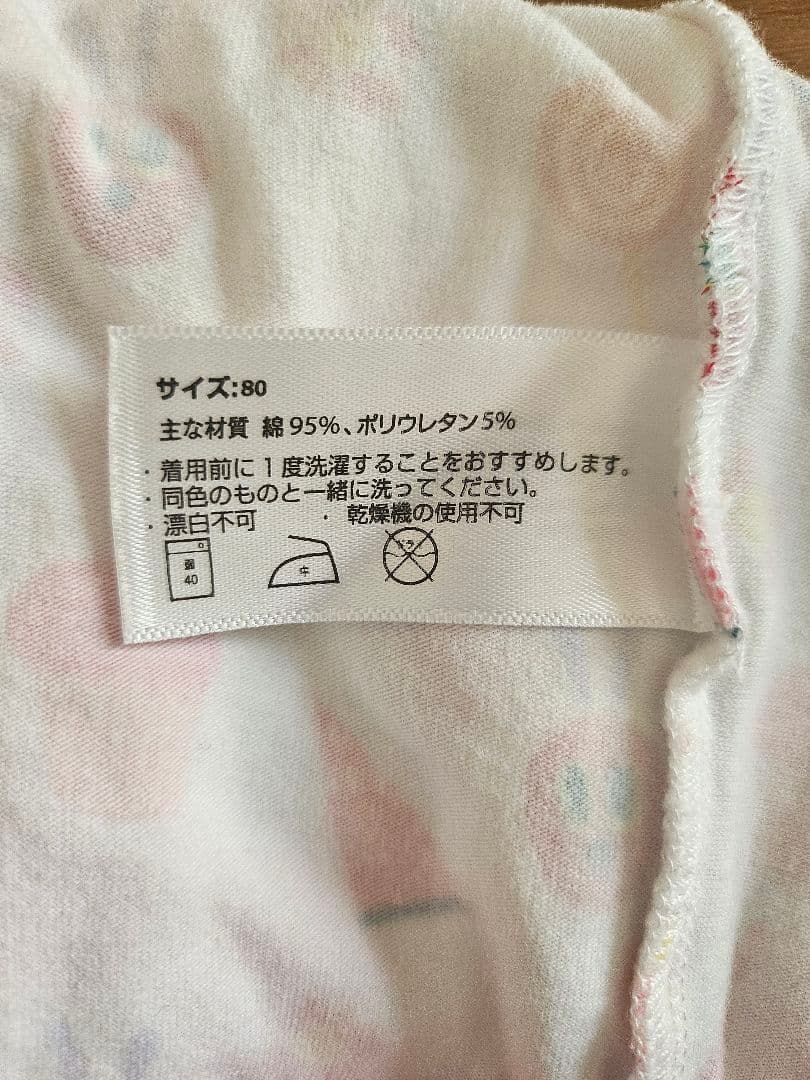 サイズ:80
主な材質 綿95%、ポリウレタン5%
・着用前に1度洗濯することをおすすめします。
・同色のものと一緒に洗ってください。
・漂白不可 ・乾燥機の使用不可
弱 中
40